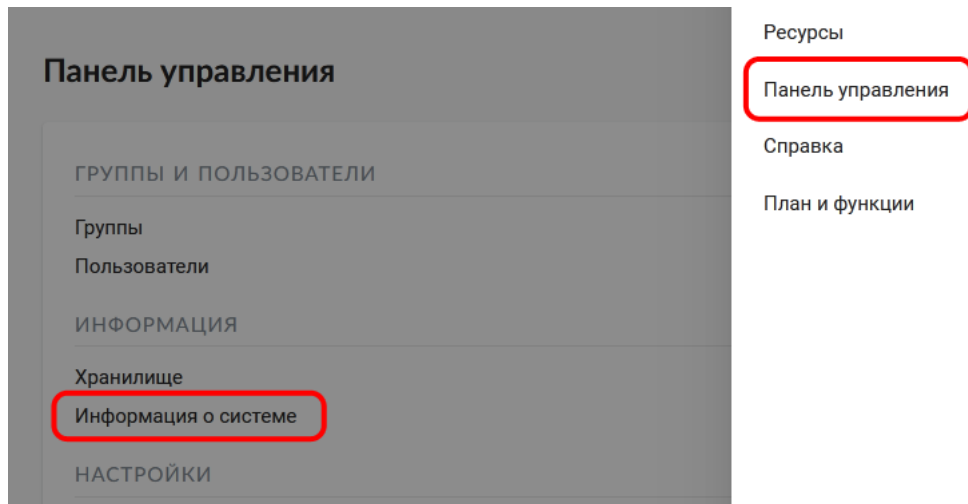 Панель управления
ГРУППЫ И ПОЛЬЗОВАТЕЛИ
Группы
Пользователи
ИНФОРМАЦИЯ
Хранилище
Информация о системе
НАСТРОЙКИ
Ресурсы
Панель управления
Справка
План и функции